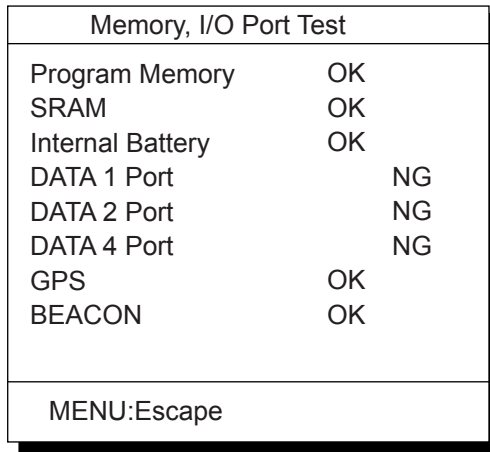 Memory, I/O Port Test
Program Memory OK
SRAM OK
Internal Battery OK
DATA 1 Port NG
DATA 2 Port NG
DATA 4 Port NG
GPS OK
BEACON OK
MENU:Escape